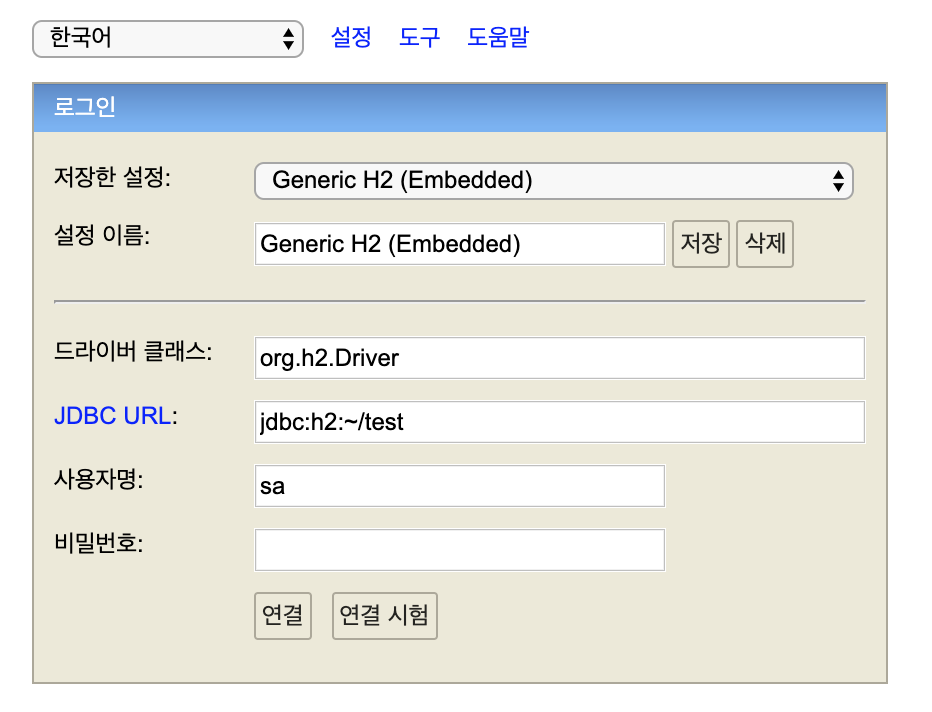 한국어 설정 도구 도움말
로그인
저장한 설정: Generic H2 (Embedded)
설정 이름: Generic H2 (Embedded) 저장 삭제
드라이버 클래스: org.h2.Driver
JDBC URL: jdbc:h2:~/test
사용자명: sa
비밀번호:
연결 연결 시험